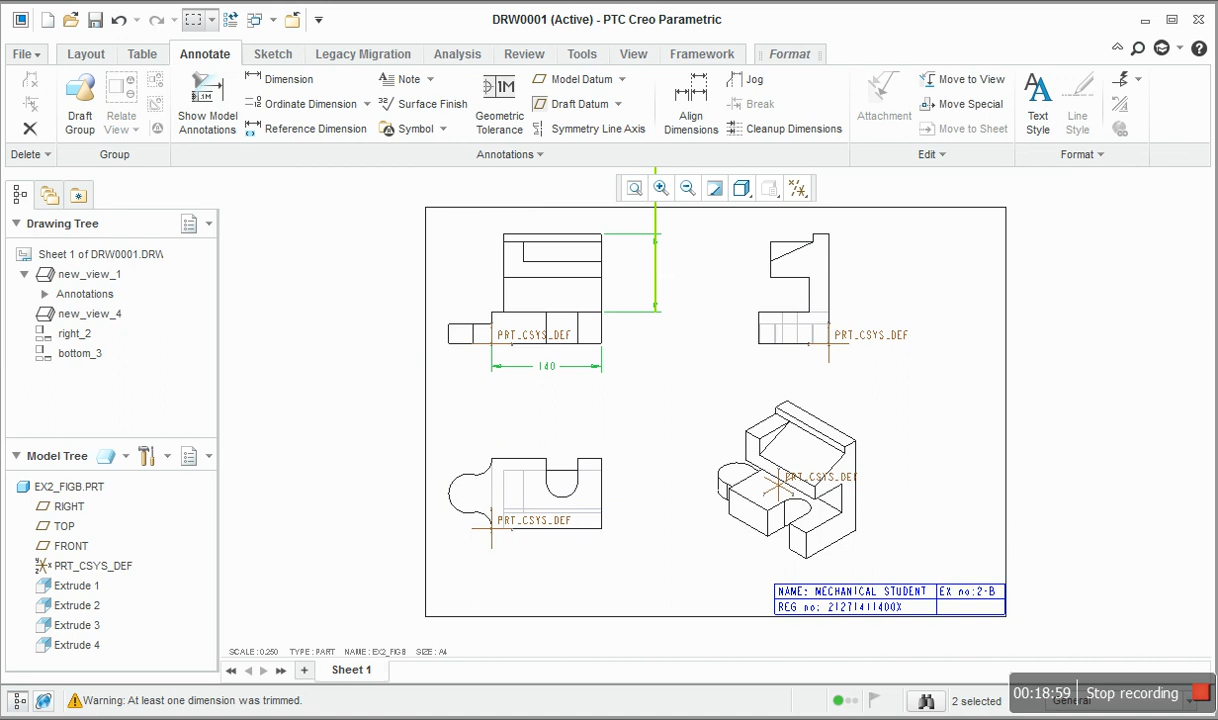 DRW0001 (Active) - PTC Creo Parametric
File Layout Table Annotate Sketch Legacy Migration Analysis Review Tools View Framework Format
Draft Group
Relate View
Show Model Annotations
Dimension
Ordinate Dimension
Reference Dimension
Note
Surface Finish
Symbol
Geometric Tolerance
Model Datum
Draft Datum
Symmetry Line Axis
Align Dimensions
Jog
Break
Cleanup Dimensions
Attachment
Move to View
Move Special
Move to Sheet
Text Style
Line Style
Delete Group Annotations Edit Format
Drawing Tree
Sheet 1 of DRW0001.DRW
new_view_1
Annotations
new_view_4
right_2
bottom_3
Model Tree
EX2_FIGB.PRT
RIGHT
TOP
FRONT
PRT_CSYS_DEF
Extrude 1
Extrude 2
Extrude 3
Extrude 4
PRT_CSYS_DEF
PRT_CSYS_DEF
140
PRT_CSYS_DEF
PRT_CSYS_DEF
NAME: MECHANICAL STUDENT EX no:2-B
REG no: 21271411400X
SCALE : 0.250 TYPE : PART NAME : EX2_FIGB SIZE : A4
Sheet 1
Warning: At least one dimension was trimmed.
2 selected
General
00:18:59 Stop recording